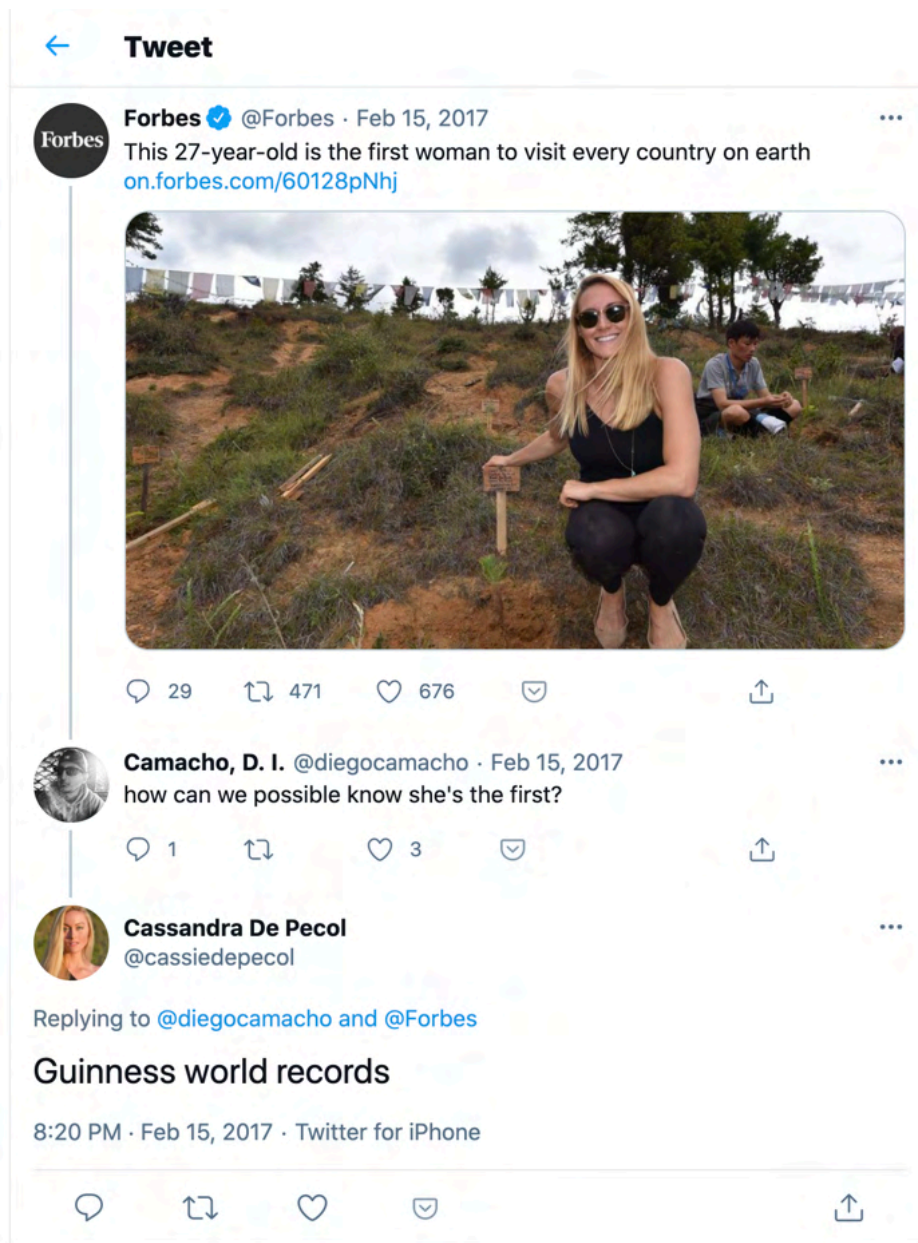 Tweet
Forbes
Forbes @Forbes · Feb 15, 2017
This 27-year-old is the first woman to visit every country on earth
on.forbes.com/60128pNhj
29 471 676
Camacho, D. I. @diegocamacho · Feb 15, 2017
how can we possible know she's the first?
1 3
Cassandra De Pecol
@cassiedepecol
Replying to @diegocamacho and @Forbes
Guinness world records
8:20 PM · Feb 15, 2017 · Twitter for iPhone